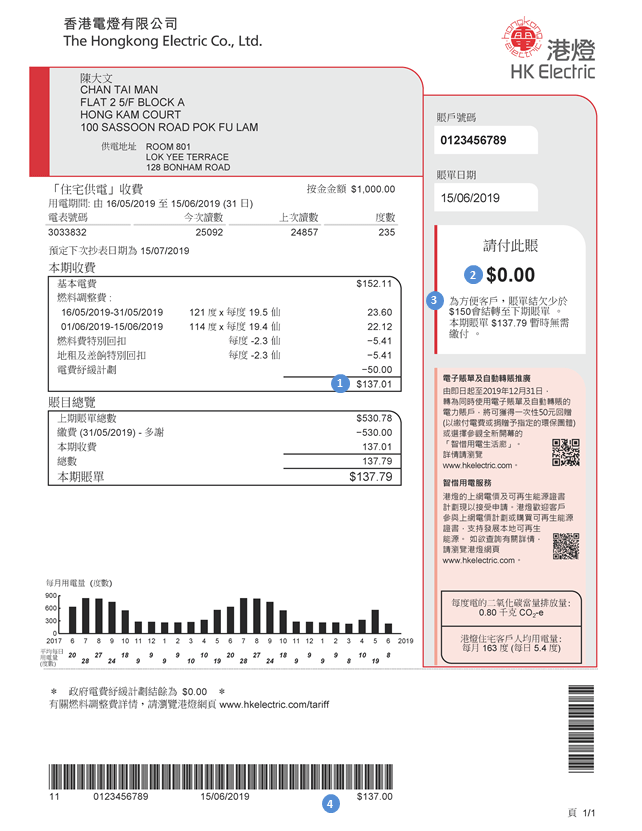 香港電燈有限公司
The Hongkong Electric Co., Ltd.
hongkong electric
電
港燈
HK Electric
陳大文
CHAN TAI MAN
FLAT 2 5/F BLOCK A
HONG KAM COURT
100 SASSOON ROAD POK FU LAM
供電地址 ROOM 801
LOK YEE TERRACE
128 BONHAM ROAD
賬戶號碼
0123456789
賬單日期
15/06/2019
「住宅供電」收費 按金金額 $1,000.00
用電期間: 由 16/05/2019 至 15/06/2019 (31 日)
電表號碼 今次讀數 上次讀數 度數
3033832 25092 24857 235
預定下次抄表日期為 15/07/2019
本期收費
基本電費 $152.11
燃料調整費 :
16/05/2019-31/05/2019 121 度 x 每度 19.5 仙 23.60
01/06/2019-15/06/2019 114 度 x 每度 19.4 仙 22.12
燃料費特別回扣 每度 -2.3 仙 −5.41
地租及差餉特別回扣 每度 -2.3 仙 −5.41
電費紓緩計劃 −50.00
1 $137.01
賬目總覽
上期賬單總數 $530.78
繳費 (31/05/2019) - 多謝 −530.00
本期收費 137.01
總數 137.79
本期賬單 $137.79
請付此賬
2 $0.00
3 為方便客戶，賬單結欠少於
$150會結轉至下期賬單 。
本期賬單 $137.79 暫時無需
繳付 。
電子賬單及自動轉賬推廣
由即日起至2019年12月31日，
轉為同時使用電子賬單及自動轉賬的
電力賬戶，將可獲得一次性50元回贈
(以繳付電費或捐贈予指定的環保團體)
或選擇參觀全新開幕的
「智惜用電生活廊」。
詳情請瀏覽
www.hkelectric.com。
智惜用電服務
港燈的上網電價及可再生能源證書
計劃現以接受申請。港燈歡迎客戶
參與上網電價計劃或購買可再生能源
證書，支持發展本地可再生
能源。 如欲查詢有關詳情，
請瀏覽港燈網頁
www.hkelectric.com。
每度電的二氧化碳當量排放量:
0.80 千克 CO2-e
港燈住宅客戶人均用電量:
每月 163 度 (每日 5.4 度)
每月用電量 (度數)
900
600
300
0
2017 6 7 8 9 10 11 12 1 2 3 4 5 6 7 8 9 10 11 12 1 2 3 4 5 6 2019
平均每日
用電量
(度數)
20 28 27 24 18 9 9 9 9 9 10 19 20 28 27 24 18 9 9 9 9 8 10 19 8
* 政府電費紓緩計劃結餘為 $0.00 *
有關燃料調整費詳情，請瀏覽港燈網頁 www.hkelectric.com/tariff
11 0123456789 15/06/2019 4 $137.00
頁 1/1